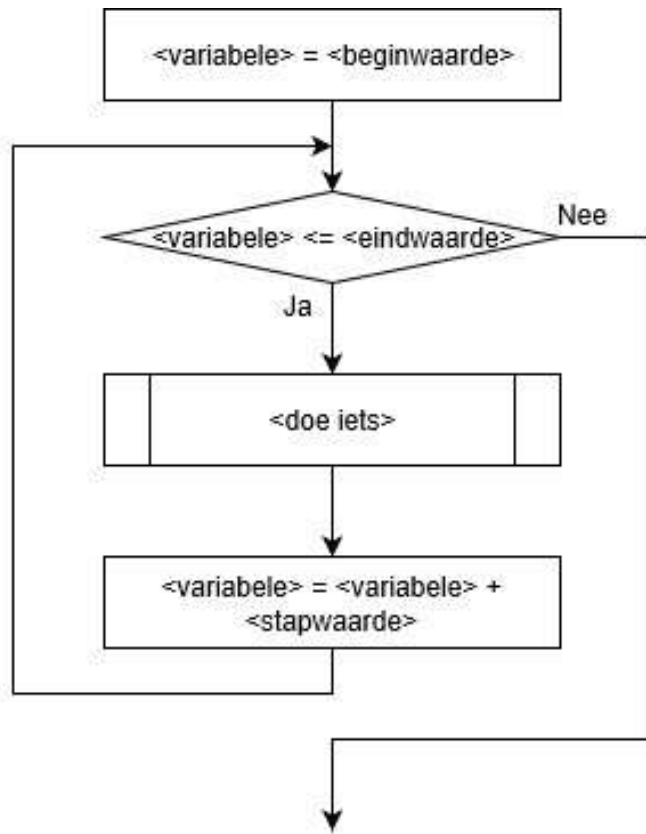 <variabele> = <beginwaarde>
<variabele> <= <eindwaarde>
Nee
Ja
<doe iets>
<variabele> = <variabele> +
<stapwaarde>